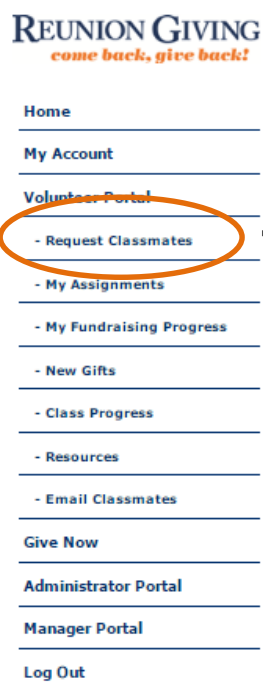 REUNION GIVING
come back, give back!
Home
My Account
Volunteer Portal
- Request Classmates
- My Assignments
- My Fundraising Progress
- New Gifts
- Class Progress
- Resources
- Email Classmates
Give Now
Administrator Portal
Manager Portal
Log Out